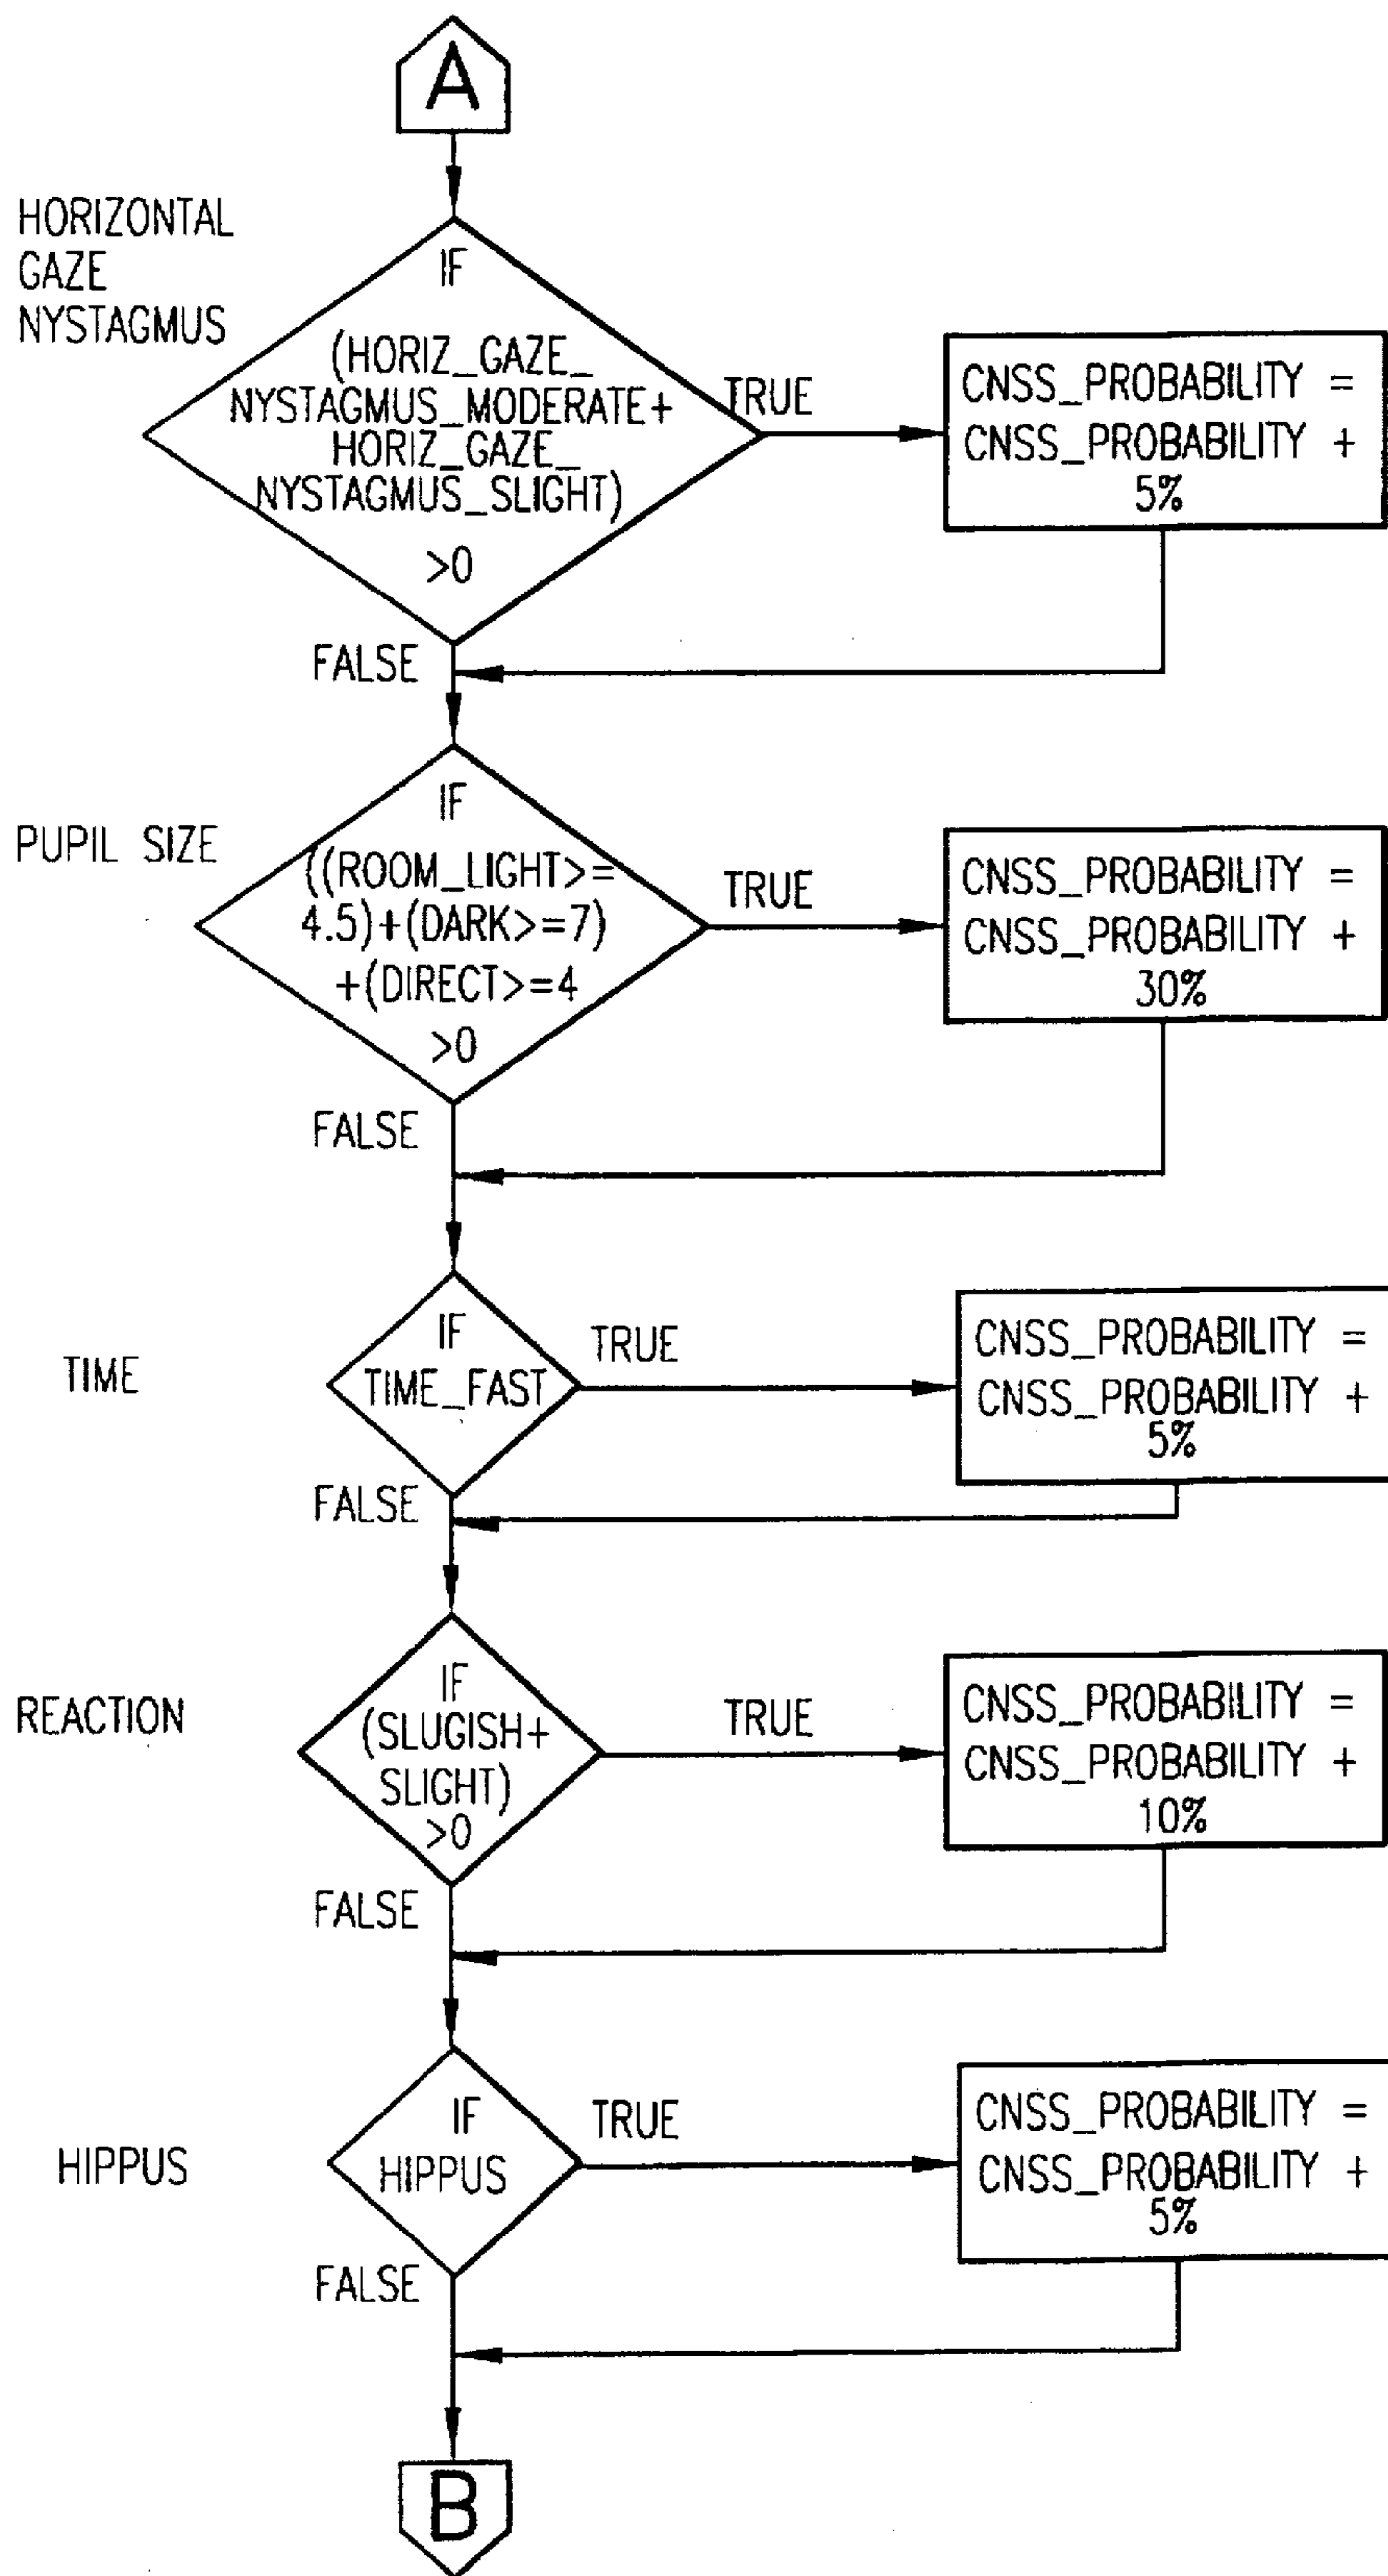 A
HORIZONTAL
GAZE
NYSTAGMUS
IF
(HORIZ_GAZE_
NYSTAGMUS_MODERATE+
HORIZ_GAZE_
NYSTAGMUS_SLIGHT)
>0
TRUE
CNSS_PROBABILITY =
CNSS_PROBABILITY +
5%
FALSE
PUPIL SIZE
IF
((ROOM_LIGHT>=
4.5)+(DARK>=7)
+(DIRECT>=4
>0
TRUE
CNSS_PROBABILITY =
CNSS_PROBABILITY +
30%
FALSE
TIME
IF
TIME_FAST
TRUE
CNSS_PROBABILITY =
CNSS_PROBABILITY +
5%
FALSE
REACTION
IF
(SLUGISH+
SLIGHT)
>0
TRUE
CNSS_PROBABILITY =
CNSS_PROBABILITY +
10%
FALSE
HIPPUS
IF
HIPPUS
TRUE
CNSS_PROBABILITY =
CNSS_PROBABILITY +
5%
FALSE
B